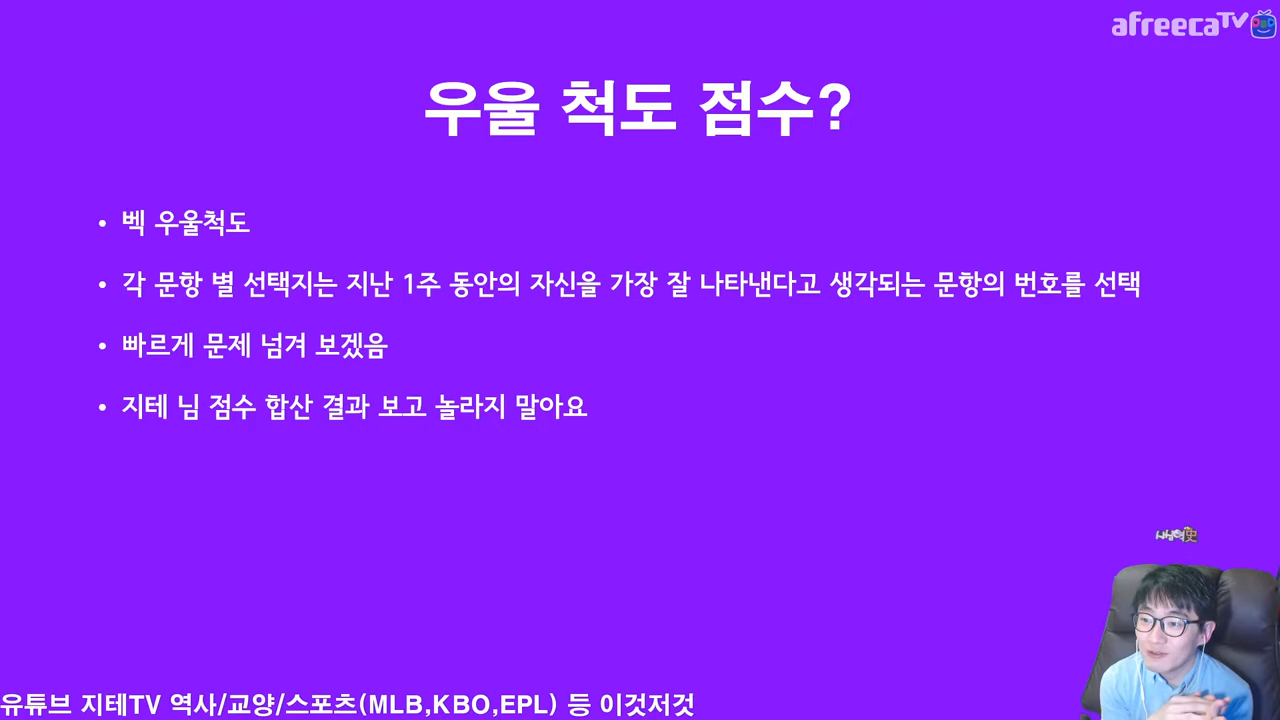 afreecaTV
우울 척도 점수?
• 벡 우울척도
• 각 문항 별 선택지는 지난 1주 동안의 자신을 가장 잘 나타낸다고 생각되는 문항의 번호를 선택
• 빠르게 문제 넘겨 보겠음
• 지테 님 점수 합산 결과 보고 놀라지 말아요
유튜브 지테TV 역사/교양/스포츠(MLB,KBO,EPL) 등 이것저것